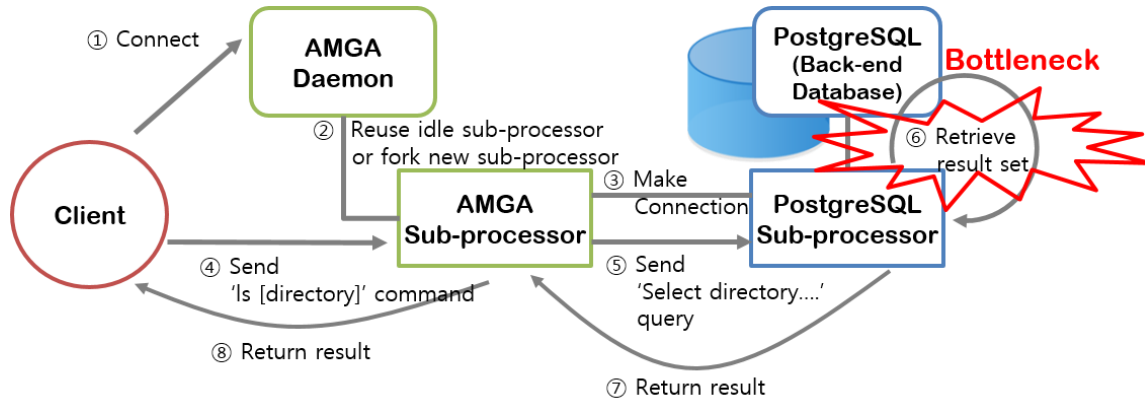 ① Connect
AMGA
Daemon
PostgreSQL
(Back-end
Database)
Bottleneck
② Reuse idle sub-processor
or fork new sub-processor
⑥ Retrieve
result set
③ Make
Connection
Client
AMGA
Sub-processor
PostgreSQL
Sub-processor
④ Send
'ls [directory]' command
⑤ Send
'Select directory....'
query
⑧ Return result
⑦ Return result